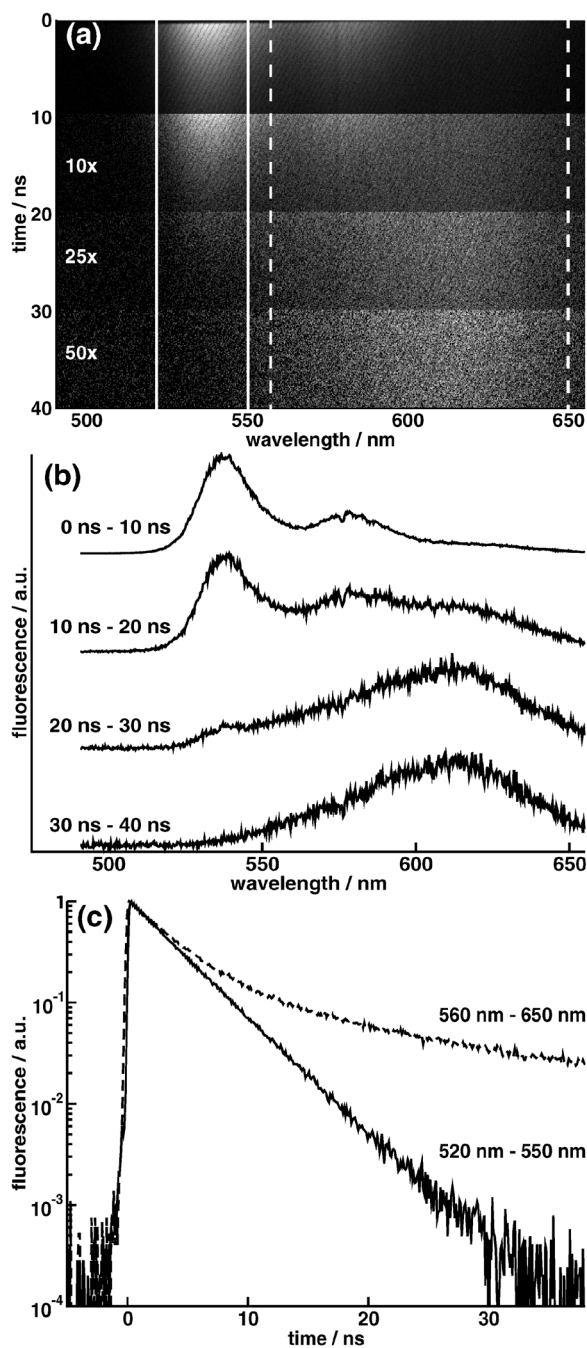 (a)
0
10
20
30
40
time / ns
10x
25x
50x
500 550 600 650
wavelength / nm
(b)
0 ns - 10 ns
10 ns - 20 ns
20 ns - 30 ns
30 ns - 40 ns
fluorescence / a.u.
500 550 600 650
wavelength / nm
(c)
1
10⁻¹
10⁻²
10⁻³
10⁻⁴
fluorescence / a.u.
560 nm - 650 nm
520 nm - 550 nm
0 10 20 30
time / ns